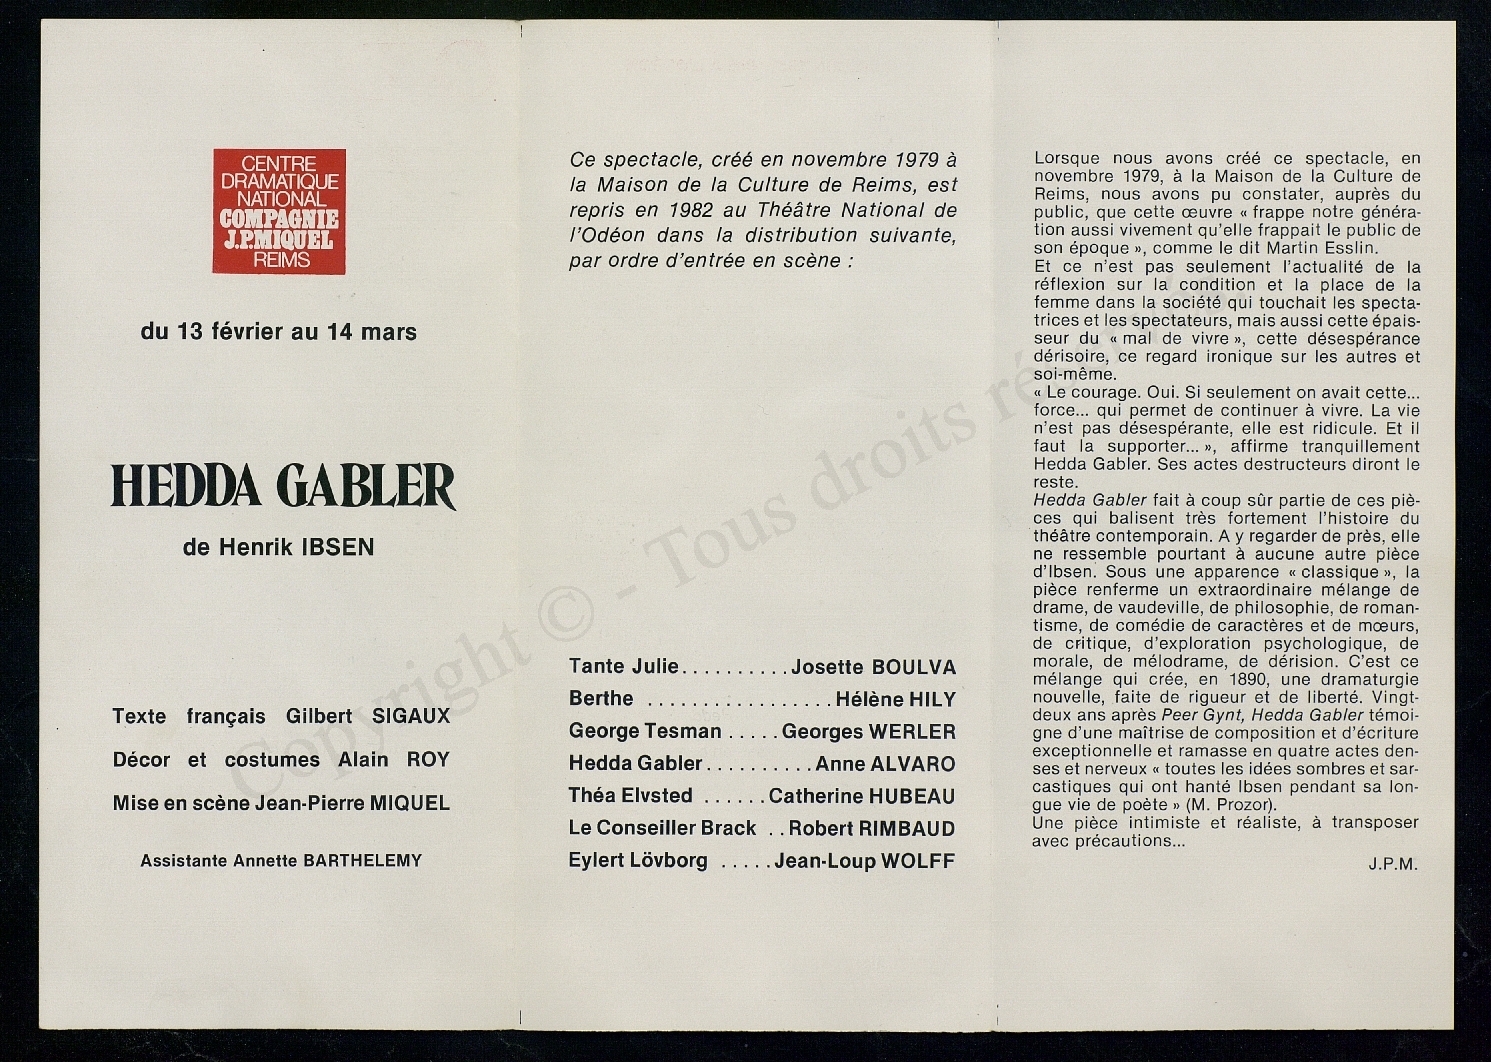 CENTRE
DRAMATIQUE
NATIONAL
COMPAGNIE
J.P.MIQUEL
REIMS
du 13 février au 14 mars
HEDDA GABLER
de Henrik IBSEN
Texte français Gilbert SIGAUX
Décor et costumes Alain ROY
Mise en scène Jean-Pierre MIQUEL
Assistante Annette BARTHELEMY
Ce spectacle, créé en novembre 1979 à
la Maison de la Culture de Reims, est
repris en 1982 au Théâtre National de
l'Odéon dans la distribution suivante,
par ordre d'entrée en scène :
Tante Julie..........Josette BOULVA
Berthe .................Hélène HILY
George Tesman .....Georges WERLER
Hedda Gabler..........Anne ALVARO
Théa Elvsted ......Catherine HUBEAU
Le Conseiller Brack ..Robert RIMBAUD
Eylert Lövborg .....Jean-Loup WOLFF
Lorsque nous avons créé ce spectacle, en
novembre 1979, à la Maison de la Culture de
Reims, nous avons pu constater, auprès du
public, que cette œuvre « frappe notre généra-
tion aussi vivement qu'elle frappait le public de
son époque », comme le dit Martin Esslin.
Et ce n'est pas seulement l'actualité de la
réflexion sur la condition et la place de la
femme dans la société qui touchait les specta-
trices et les spectateurs, mais aussi cette épais-
seur du « mal de vivre », cette désespérance
dérisoire, ce regard ironique sur les autres et
soi-même.
« Le courage. Oui. Si seulement on avait cette...
force... qui permet de continuer à vivre. La vie
n'est pas désespérante, elle est ridicule. Et il
faut la supporter... », affirme tranquillement
Hedda Gabler. Ses actes destructeurs diront le
reste.
Hedda Gabler fait à coup sûr partie de ces piè-
ces qui balisent très fortement l'histoire du
théâtre contemporain. A y regarder de près, elle
ne ressemble pourtant à aucune autre pièce
d'Ibsen. Sous une apparence « classique », la
pièce renferme un extraordinaire mélange de
drame, de vaudeville, de philosophie, de roman-
tisme, de comédie de caractères et de mœurs,
de critique, d'exploration psychologique, de
morale, de mélodrame, de dérision. C'est ce
mélange qui crée, en 1890, une dramaturgie
nouvelle, faite de rigueur et de liberté. Vingt-
deux ans après Peer Gynt, Hedda Gabler témoi-
gne d'une maîtrise de composition et d'écriture
exceptionnelle et ramasse en quatre actes den-
ses et nerveux « toutes les idées sombres et sar-
castiques qui ont hanté Ibsen pendant sa lon-
gue vie de poète » (M. Prozor).
Une pièce intimiste et réaliste, à transposer
avec précautions...
J.P.M.
Copyright © - Tous droits réservés